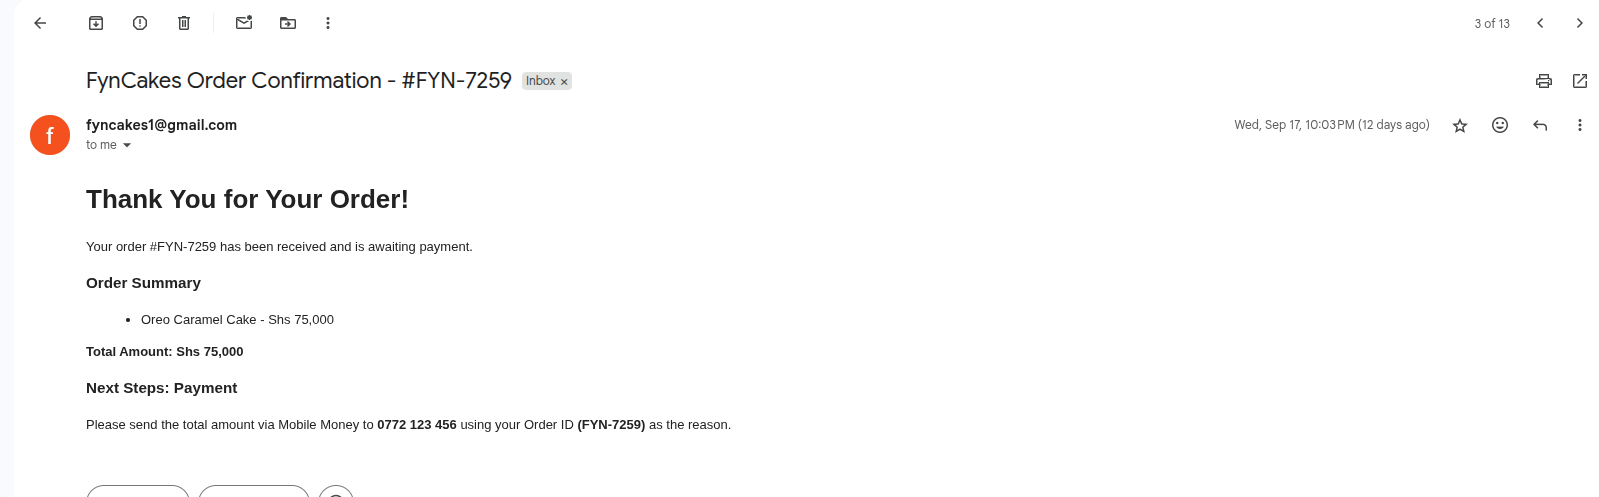 3 of 13
FynCakes Order Confirmation - #FYN-7259 Inbox ×
f
fyncakes1@gmail.com
Wed, Sep 17, 10:03 PM (12 days ago)
to me
Thank You for Your Order!
Your order #FYN-7259 has been received and is awaiting payment.
Order Summary
• Oreo Caramel Cake - Shs 75,000
Total Amount: Shs 75,000
Next Steps: Payment
Please send the total amount via Mobile Money to 0772 123 456 using your Order ID (FYN-7259) as the reason.